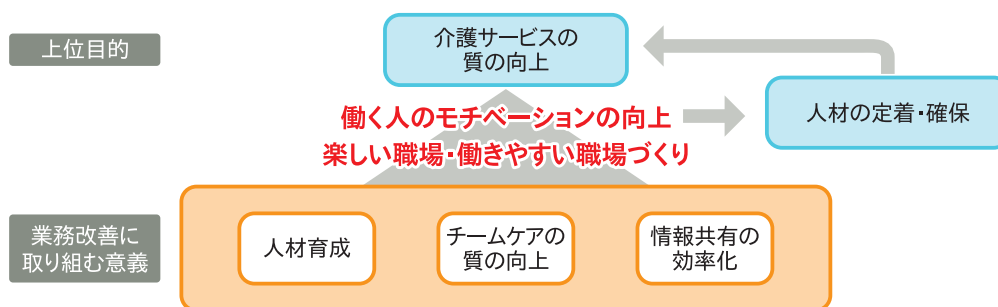 上位目的
介護サービスの
質の向上
働く人のモチベーションの向上
楽しい職場・働きやすい職場づくり
人材の定着・確保
業務改善に
取り組む意義
人材育成
チームケアの
質の向上
情報共有の
効率化